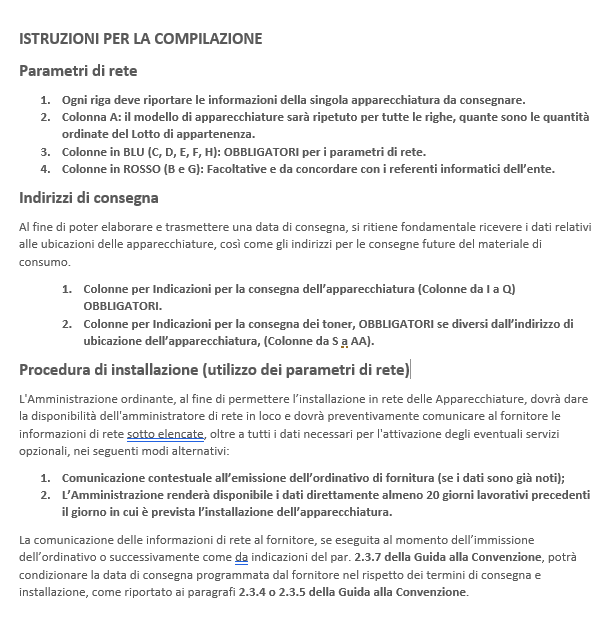 ISTRUZIONI PER LA COMPILAZIONE
Parametri di rete
1. Ogni riga deve riportare le informazioni della singola apparecchiatura da consegnare.
2. Colonna A: il modello di apparecchiature sarà ripetuto per tutte le righe, quante sono le quantità
ordinate del Lotto di appartenenza.
3. Colonne in BLU (C, D, E, F, H): OBBLIGATORI per i parametri di rete.
4. Colonne in ROSSO (B e G): Facoltative e da concordare con i referenti informatici dell'ente.
Indirizzi di consegna
Al fine di poter elaborare e trasmettere una data di consegna, si ritiene fondamentale ricevere i dati relativi
alle ubicazioni delle apparecchiature, così come gli indirizzi per le consegne future del materiale di
consumo.
1. Colonne per Indicazioni per la consegna dell'apparecchiatura (Colonne da I a Q)
OBBLIGATORI.
2. Colonne per Indicazioni per la consegna dei toner, OBBLIGATORI se diversi dall'indirizzo di
ubicazione dell'apparecchiatura, (Colonne da S a AA).
Procedura di installazione (utilizzo dei parametri di rete)
L'Amministrazione ordinante, al fine di permettere l'installazione in rete delle Apparecchiature, dovrà dare
la disponibilità dell'amministratore di rete in loco e dovrà preventivamente comunicare al fornitore le
informazioni di rete sotto elencate, oltre a tutti i dati necessari per l'attivazione degli eventuali servizi
opzionali, nei seguenti modi alternativi:
1. Comunicazione contestuale all'emissione dell'ordinativo di fornitura (se i dati sono già noti);
2. L'Amministrazione renderà disponibile i dati direttamente almeno 20 giorni lavorativi precedenti
il giorno in cui è prevista l'installazione dell'apparecchiatura.
La comunicazione delle informazioni di rete al fornitore, se eseguita al momento dell'immissione
dell'ordinativo o successivamente come da indicazioni del par. 2.3.7 della Guida alla Convenzione, potrà
condizionare la data di consegna programmata dal fornitore nel rispetto dei termini di consegna e
installazione, come riportato ai paragrafi 2.3.4 o 2.3.5 della Guida alla Convenzione.